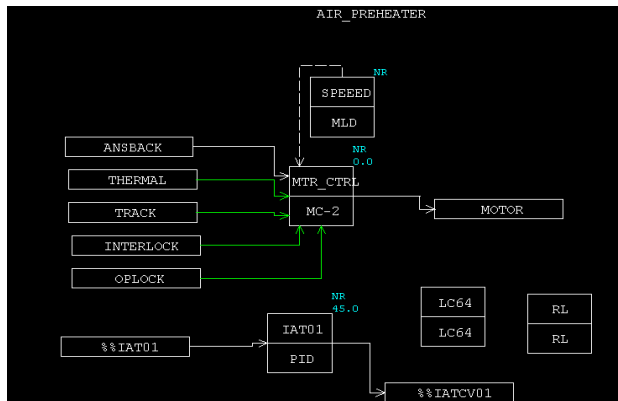 AIR_PREHEATER
NR
SPEEED
MLD
ANSBACK
NR
0.0
THERMAL
MTR_CTRL
TRACK
MC-2
MOTOR
INTERLOCK
OPLOCK
NR
45.0
LC64
RL
IAT01
LC64
RL
%%IAT01
PID
%%IATCV01